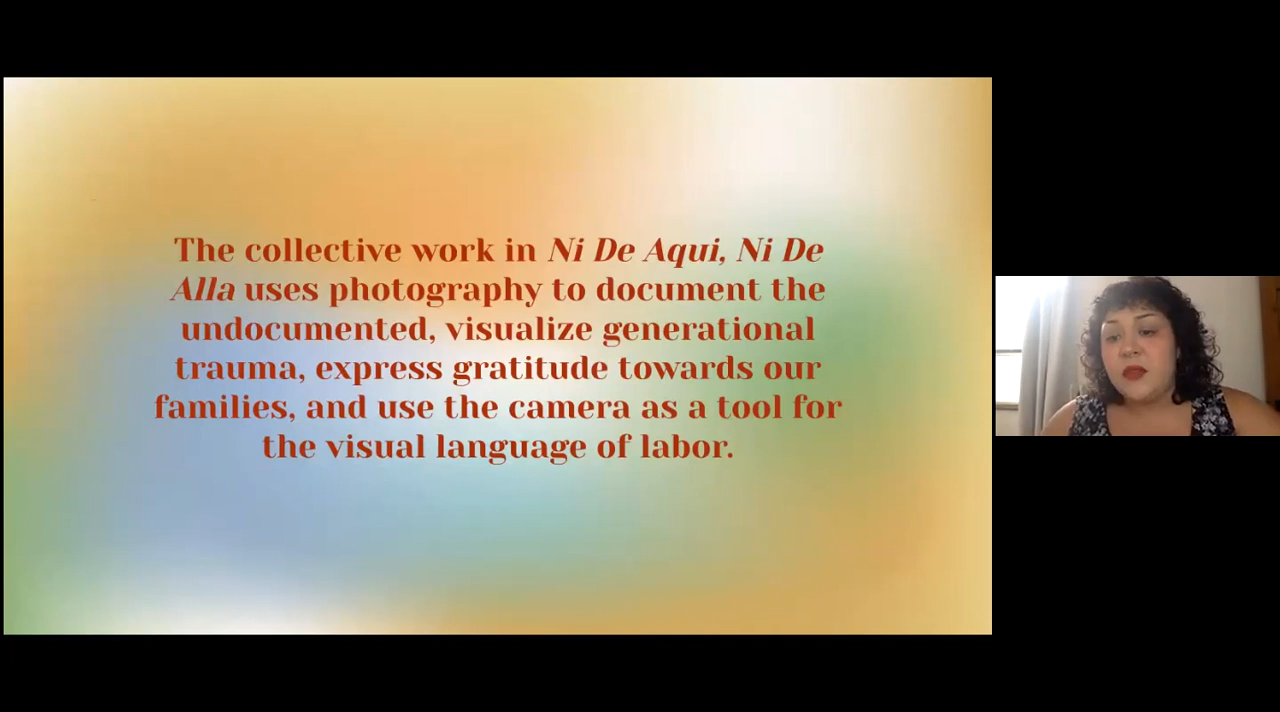 The collective work in Ni De Aqui, Ni De
Alla uses photography to document the
undocumented, visualize generational
trauma, express gratitude towards our
families, and use the camera as a tool for
the visual language of labor.